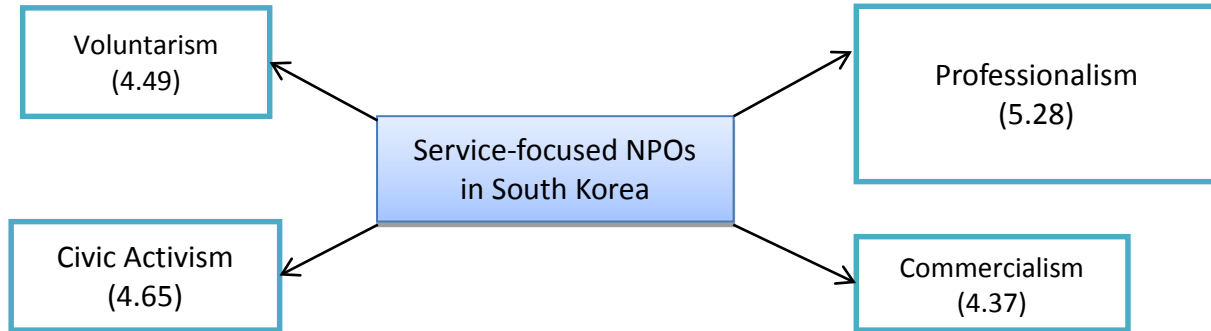 Voluntarism
(4.49)
Professionalism
(5.28)
Service-focused NPOs
in South Korea
Civic Activism
(4.65)
Commercialism
(4.37)